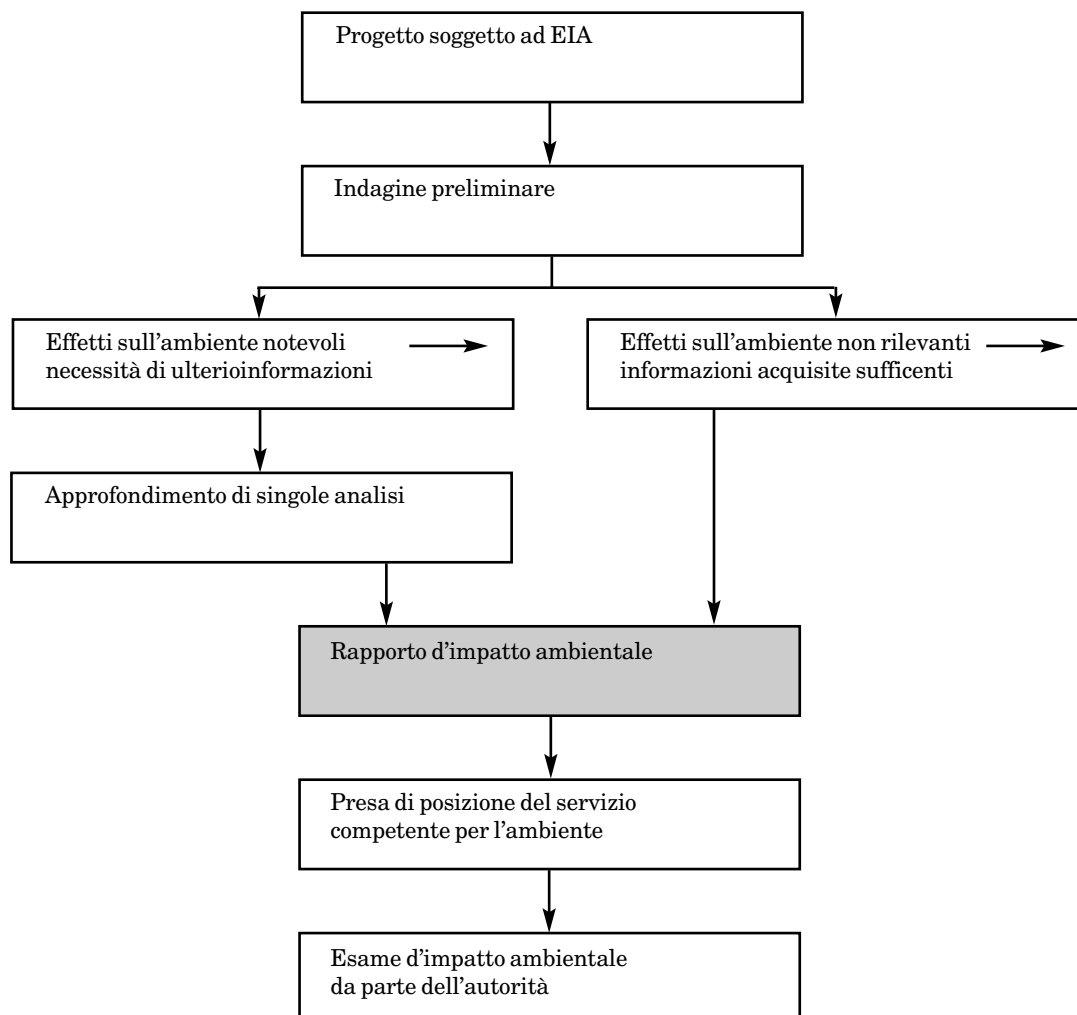 Progetto soggetto ad EIA
Indagine preliminare
Effetti sull’ambiente notevoli
necessità di ulterioinformazioni
Effetti sull’ambiente non rilevanti
informazioni acquisite sufficenti
Approfondimento di singole analisi
Rapporto d’impatto ambientale
Presa di posizione del servizio
competente per l’ambiente
Esame d’impatto ambientale
da parte dell’autorità